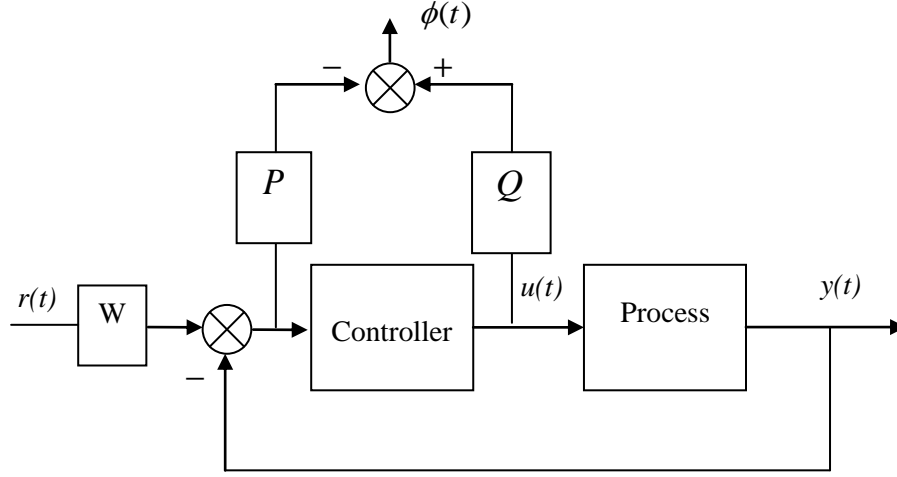 ϕ(t)
− +
P
Q
r(t)
W
u(t)
y(t)
Controller
Process
−